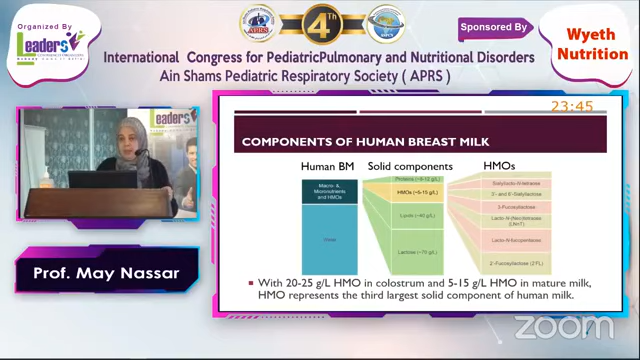 Organized By
Leaders
APRS
4Th
Sponsored By
Wyeth
Nutrition
International Congress for PediatricPulmonary and Nutritional Disorders
Ain Shams Pediatric Respiratory Society ( APRS )
23:45
Leaders
COMPONENTS OF HUMAN BREAST MILK
Human BM
Solid components
HMOs
Macro- &
Micronutrients
and HMOs
Water
Proteins (~8-12 g/L)
HMOs (~5-15 g/L)
Lipids (~40 g/L)
Lactose (~70 g/L)
Sialyllacto-N-tetraose
3'- and 6'-Sialyllactose
3-Fucosyllactose
Lacto-N-(Neo)tetraose
(LNnT)
Lacto-N-fucopentaose
2'-Fucosyllactose (2'FL)
With 20-25 g/L HMO in colostrum and 5-15 g/L HMO in mature milk,
HMO represents the third largest solid component of human milk.
Prof. May Nassar
zoom